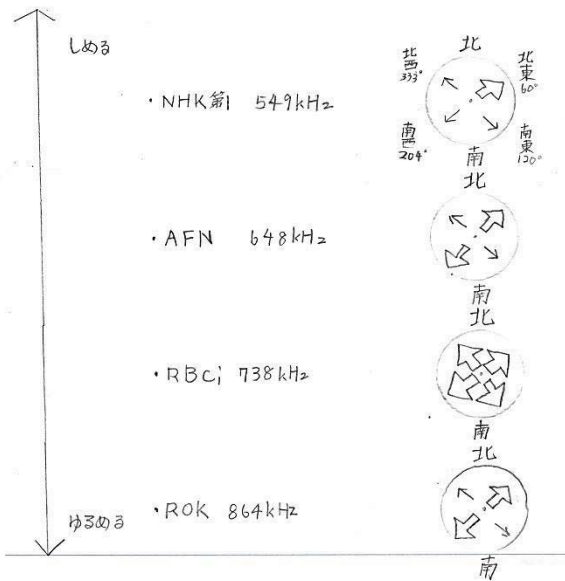 しめる
北
北西
333°
北東
60°
・NHK第1 549kHz
南西
204°
南東
120°
南
北
・AFN 648kHz
南
北
・RBCi 738kHz
南
北
・ROK 864kHz
ゆるめる
南